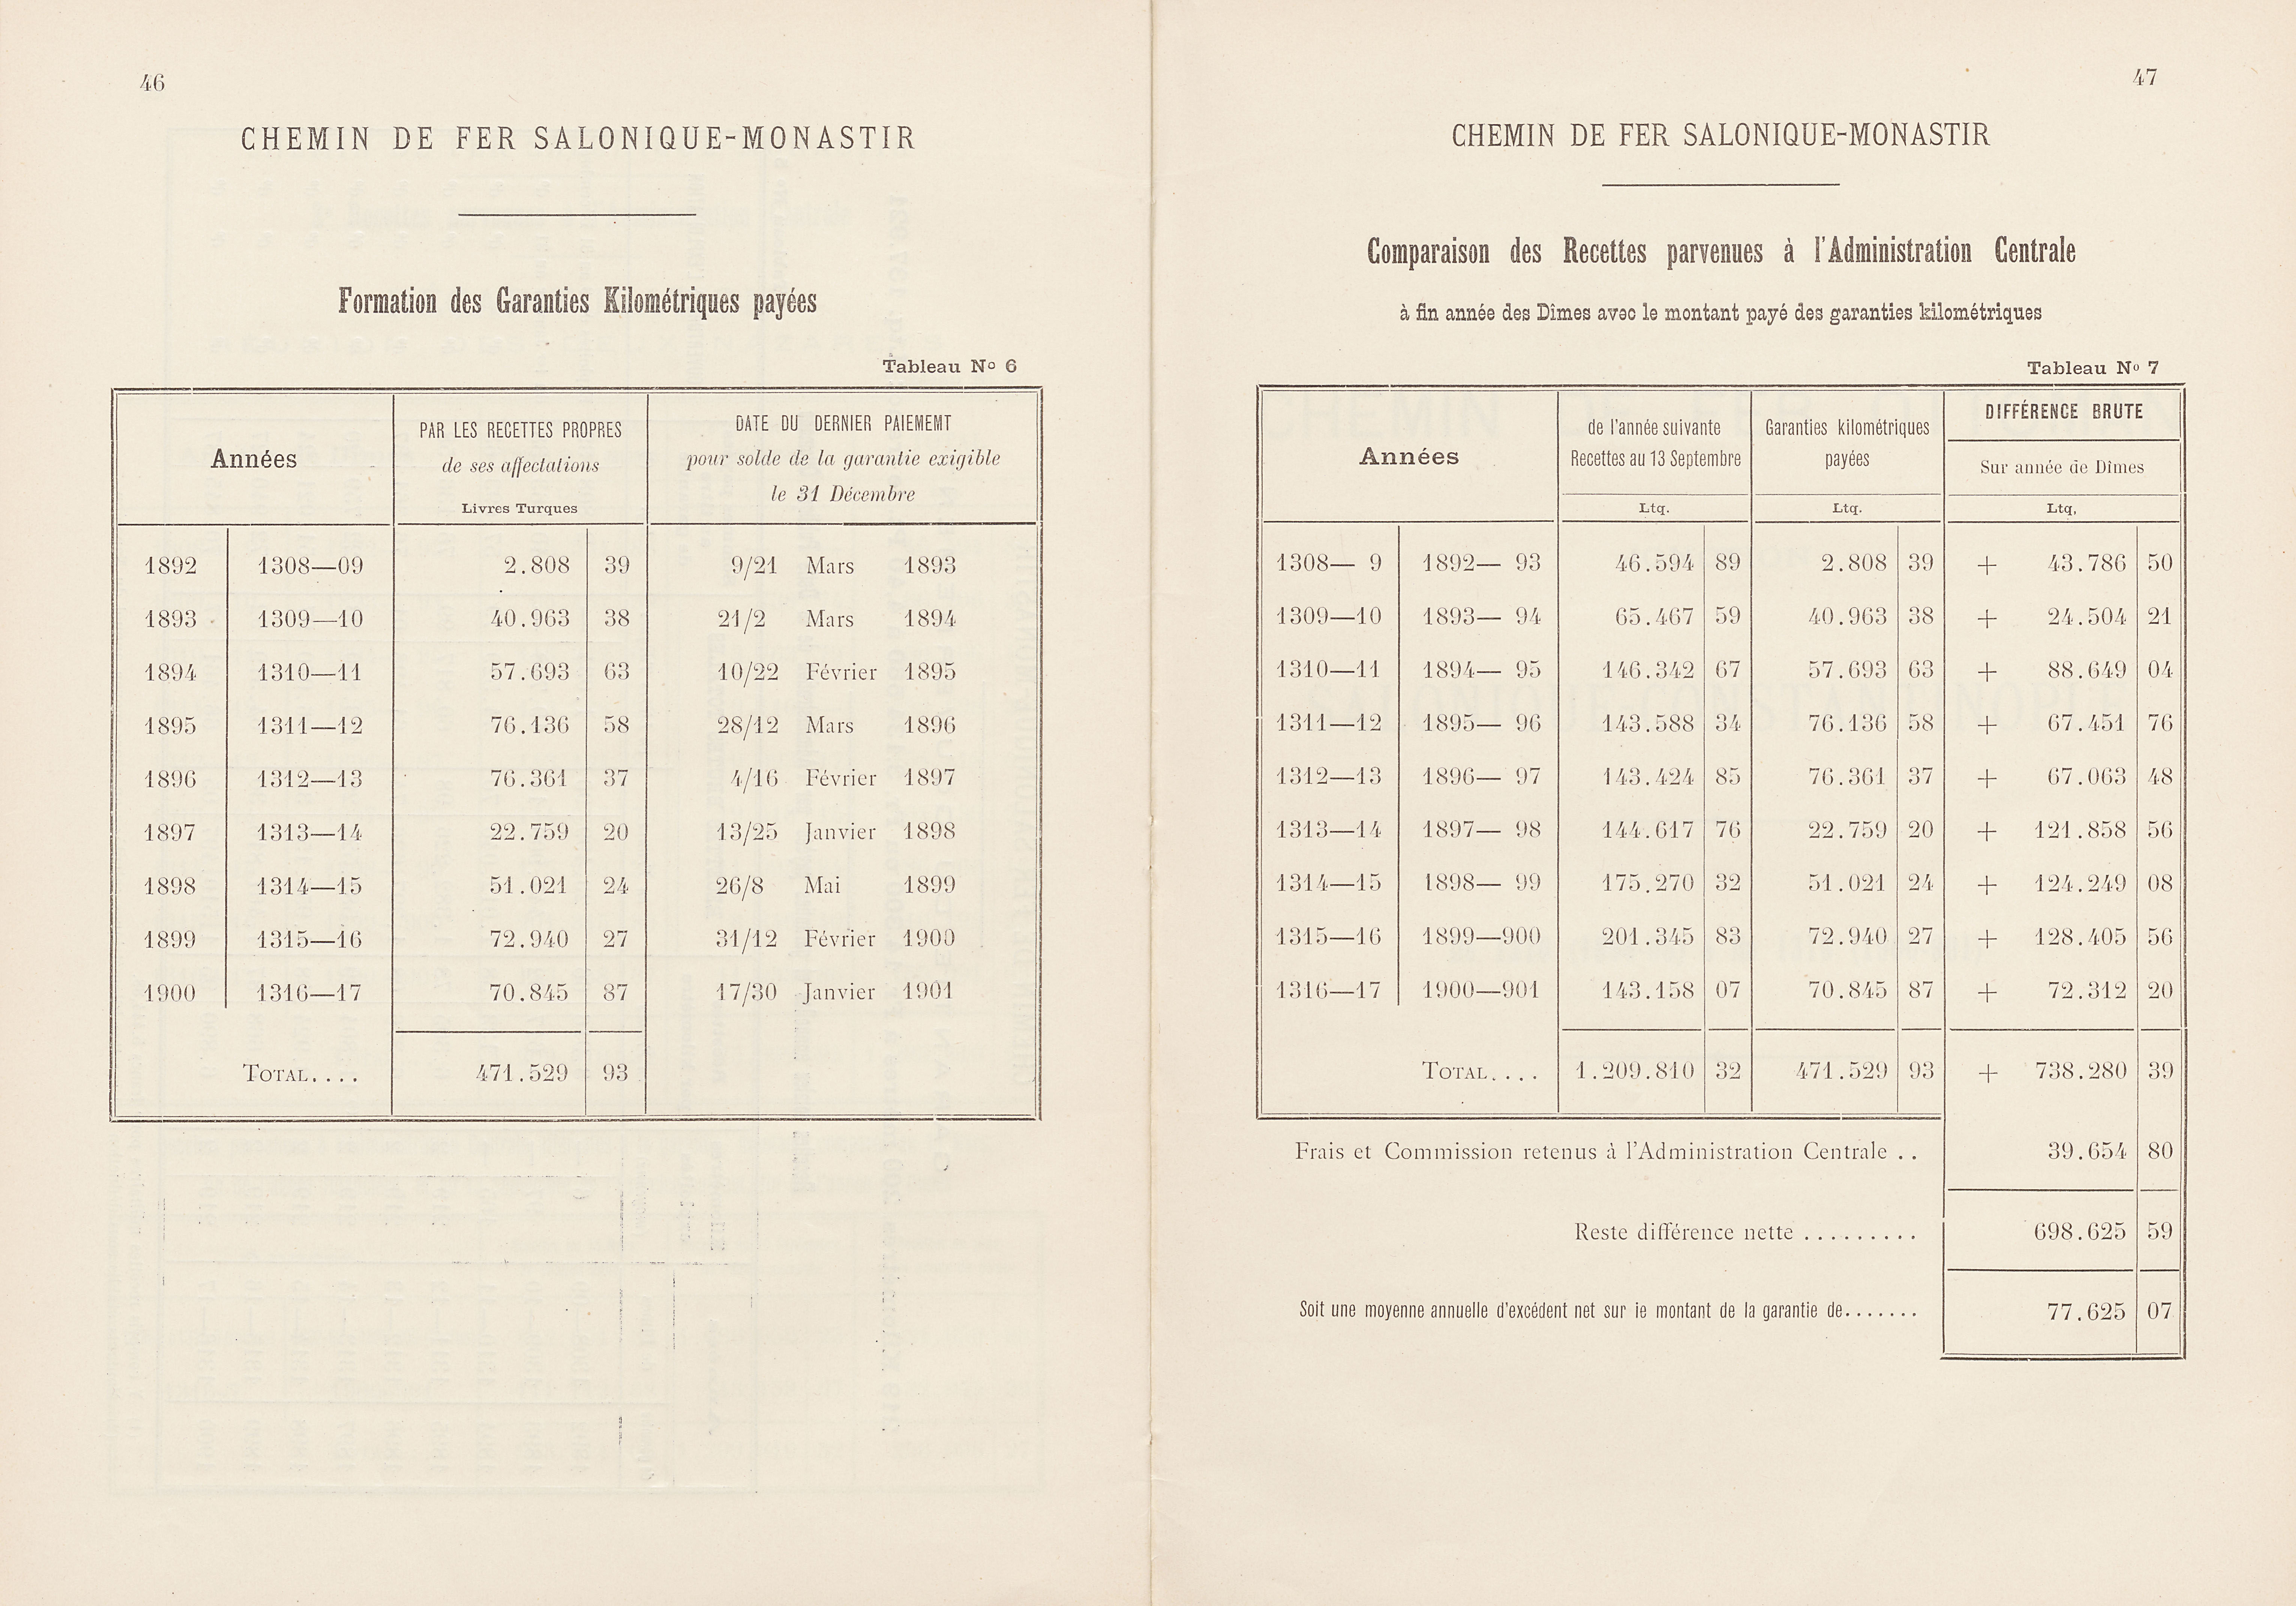 46
CHEMIN DE FER SALONIQUE-MONASTIR
Formation des Garanties Kilométriques payées
Tableau No 6
Années
PAR LES RECETTES PROPRES
de ses affectations
Livres Turques
DATE DU DERNIER PAIEMEMT
pour solde de la garantie exigible
le 31 Décembre
1892 1308—09 2.808 39 9/21 Mars 1893
1893 1309—10 40.963 38 21/2 Mars 1894
1894 1310—11 57.693 63 10/22 Février 1895
1895 1311—12 76.136 58 28/12 Mars 1896
1896 1312—13 76.361 37 4/16 Février 1897
1897 1313—14 22.759 20 13/25 Janvier 1898
1898 1314—15 51.021 24 26/8 Mai 1899
1899 1315—16 72.940 27 31/12 Février 1900
1900 1316—17 70.845 87 17/30 Janvier 1901
TOTAL.... 471.529 93
47
CHEMIN DE FER SALONIQUE-MONASTIR
Comparaison des Recettes parvenues à l'Administration Centrale
à fin année des Dîmes avec le montant payé des garanties kilométriques
Tableau No 7
Années
de l'année suivante
Recettes au 13 Septembre
Ltq.
Garanties kilométriques
payées
Ltq.
DIFFÉRENCE BRUTE
Sur année de Dîmes
Ltq,
1308— 9 1892— 93 46.594 89 2.808 39 + 43.786 50
1309—10 1893— 94 65.467 59 40.963 38 + 24.504 21
1310—11 1894— 95 146.342 67 57.693 63 + 88.649 04
1311—12 1895— 96 143.588 34 76.136 58 + 67.451 76
1312—13 1896— 97 143.424 85 76.361 37 + 67.063 48
1313—14 1897— 98 144.617 76 22.759 20 + 121.858 56
1314—15 1898— 99 175.270 32 51.021 24 + 124.249 08
1315—16 1899—900 201.345 83 72.940 27 + 128.405 56
1316—17 1900—901 143.158 07 70.845 87 + 72.312 20
TOTAL.... 1.209.810 32 471.529 93 + 738.280 39
Frais et Commission retenus à l'Administration Centrale .. 39.654 80
Reste différence nette ......... 698.625 59
Soit une moyenne annuelle d'excédent net sur le montant de la garantie de....... 77.625 07